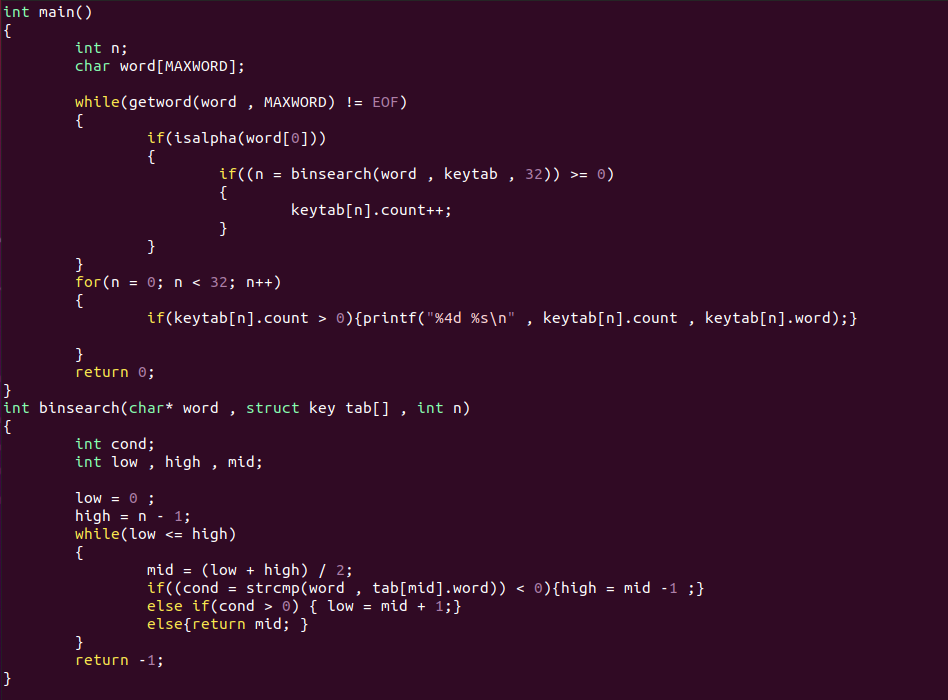 int main()
{
        int n;
        char word[MAXWORD];

        while(getword(word , MAXWORD) != EOF)
        {
                if(isalpha(word[0]))
                {
                        if((n = binsearch(word , keytab , 32)) >= 0)
                        {
                                keytab[n].count++;
                        }
                }
        }
        for(n = 0; n < 32; n++)
        {
                if(keytab[n].count > 0){printf("%4d %s\n" , keytab[n].count , keytab[n].word);}

        }
        return 0;
}
int binsearch(char* word , struct key tab[] , int n)
{
        int cond;
        int low , high , mid;

        low = 0 ;
        high = n - 1;
        while(low <= high)
        {
                mid = (low + high) / 2;
                if((cond = strcmp(word , tab[mid].word)) < 0){high = mid -1 ;}
                else if(cond > 0) { low = mid + 1;}
                else{return mid; }
        }
        return -1;
}